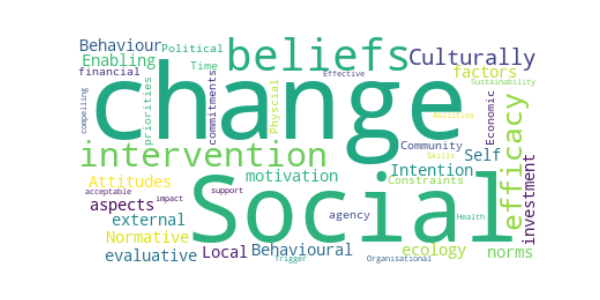 Behaviour
Political
beliefs
Culturally
Enabling
Time
factors
financial
Effective
Sustainability
change
compelling
priorities
commitments
Physcial
Abilities
Economic
efficacy
intervention
Community
Self
Skills
Intention
motivation
Constraints
investment
Attitudes
acceptable
support
impact
aspects
Social
external
agency
Health
Normative
Local
Behavioural
ecology
norms
evaluative
Trigger
Organisational